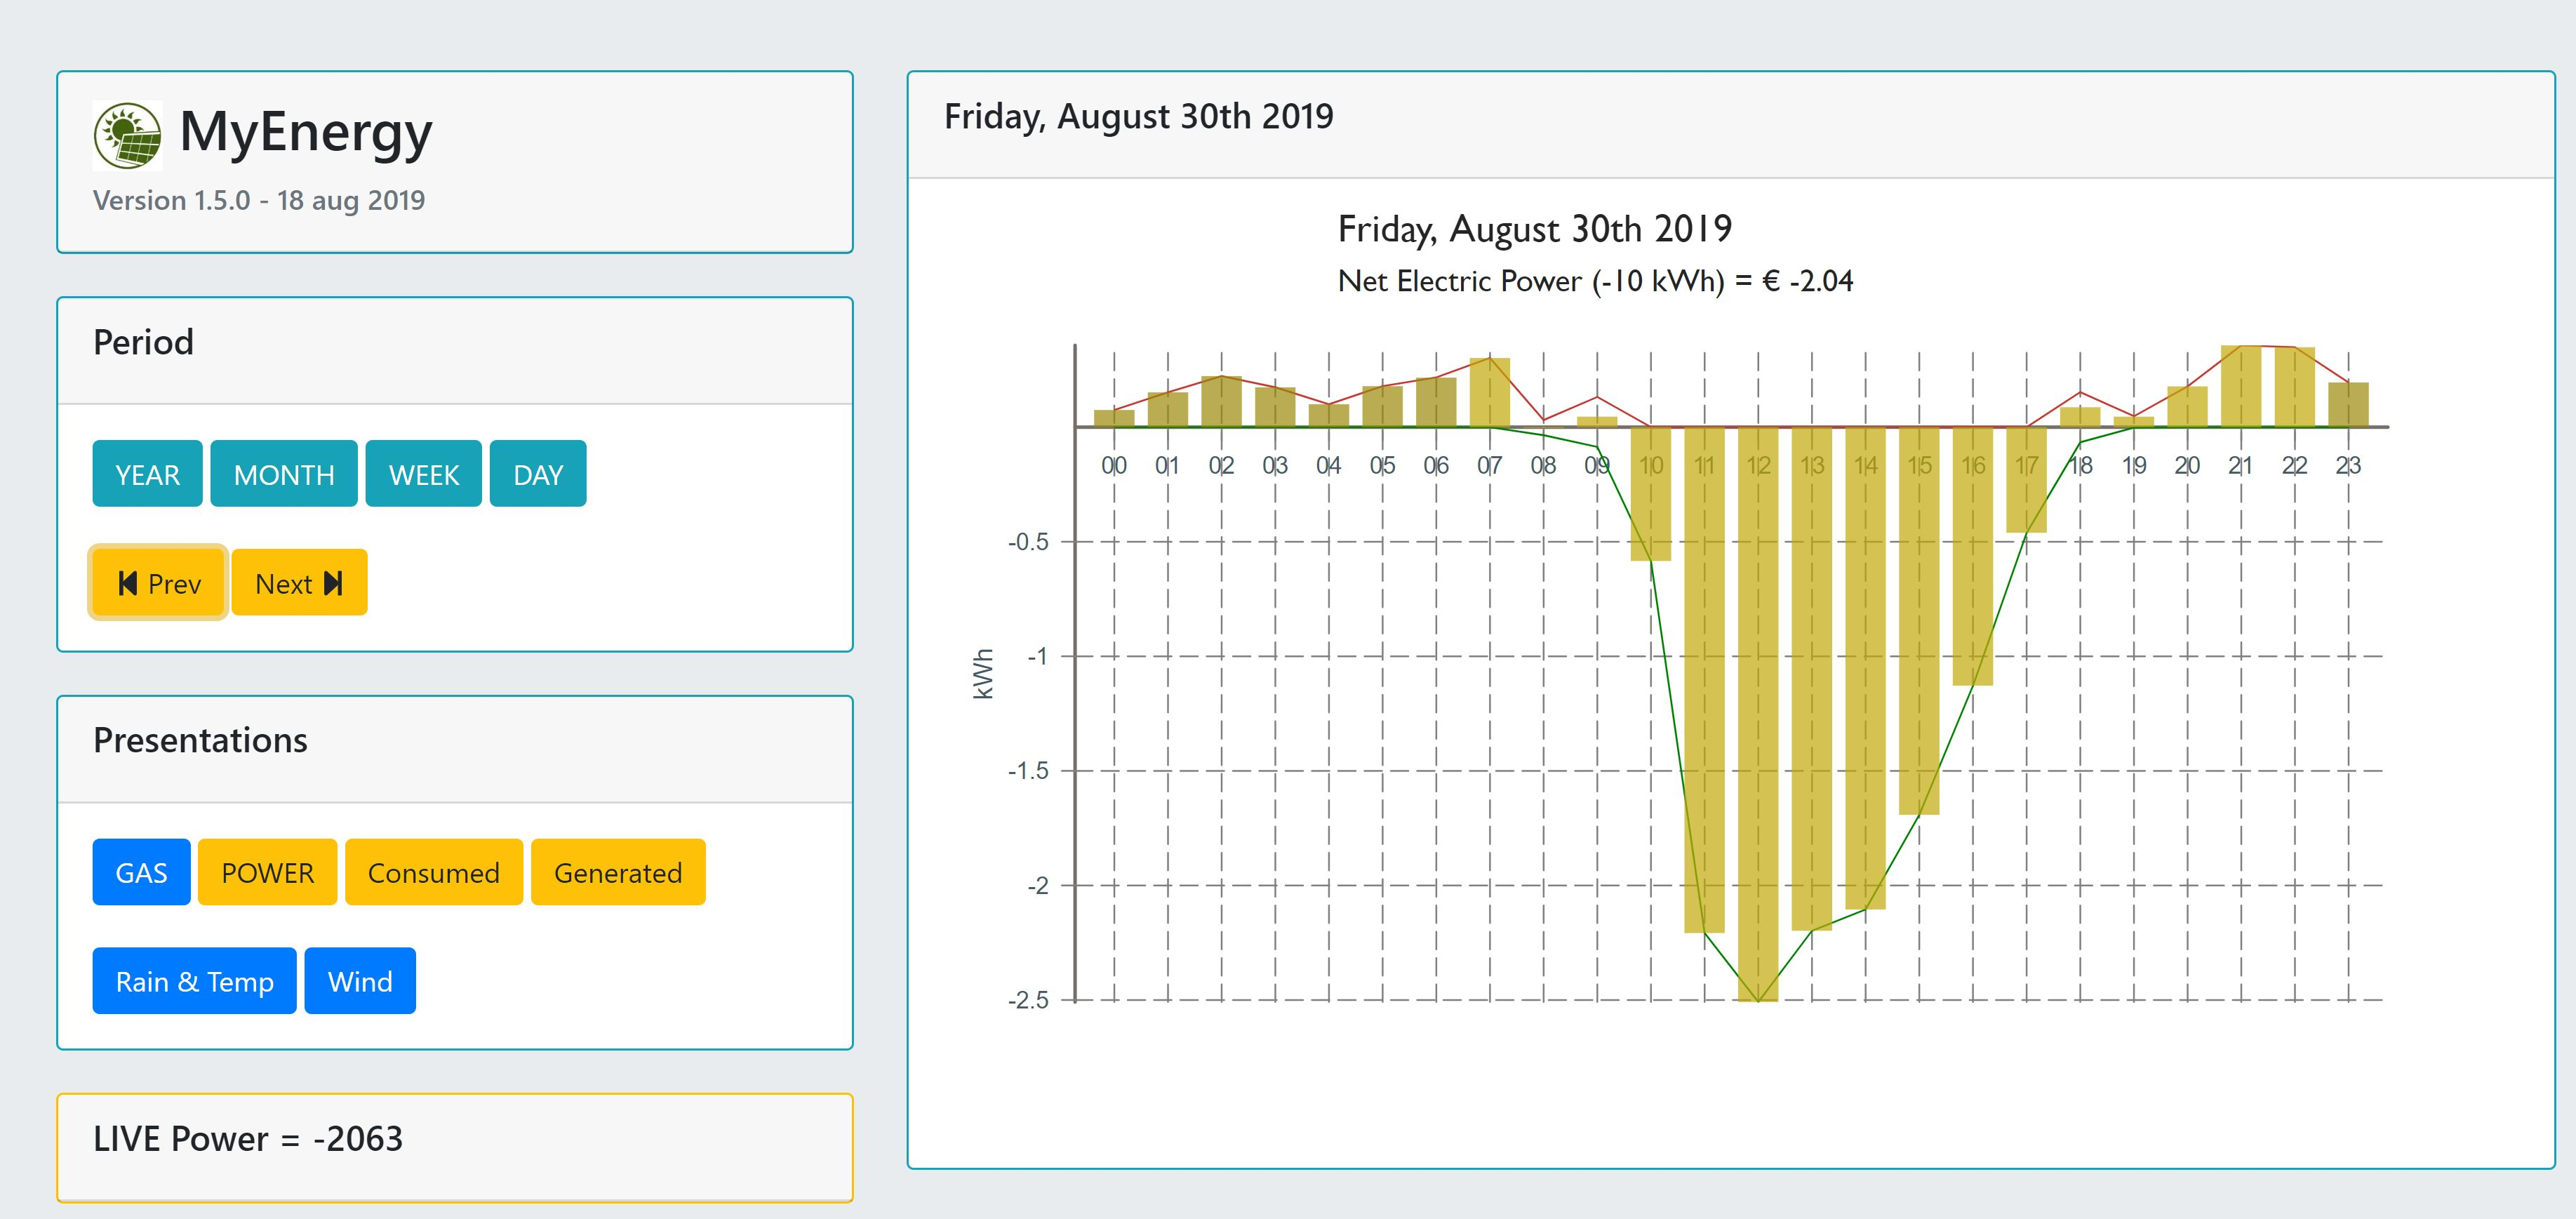 MyEnergy
Version 1.5.0 - 18 aug 2019
Period
YEAR MONTH WEEK DAY
Prev Next
Presentations
GAS POWER Consumed Generated
Rain & Temp Wind
LIVE Power = -2063
Friday, August 30th 2019
Friday, August 30th 2019
Net Electric Power (-10 kWh) = € -2.04
00 01 02 03 04 05 06 07 08 09 10 11 12 13 14 15 16 17 18 19 20 21 22 23
-0.5
-1
-1.5
-2
-2.5
kWh